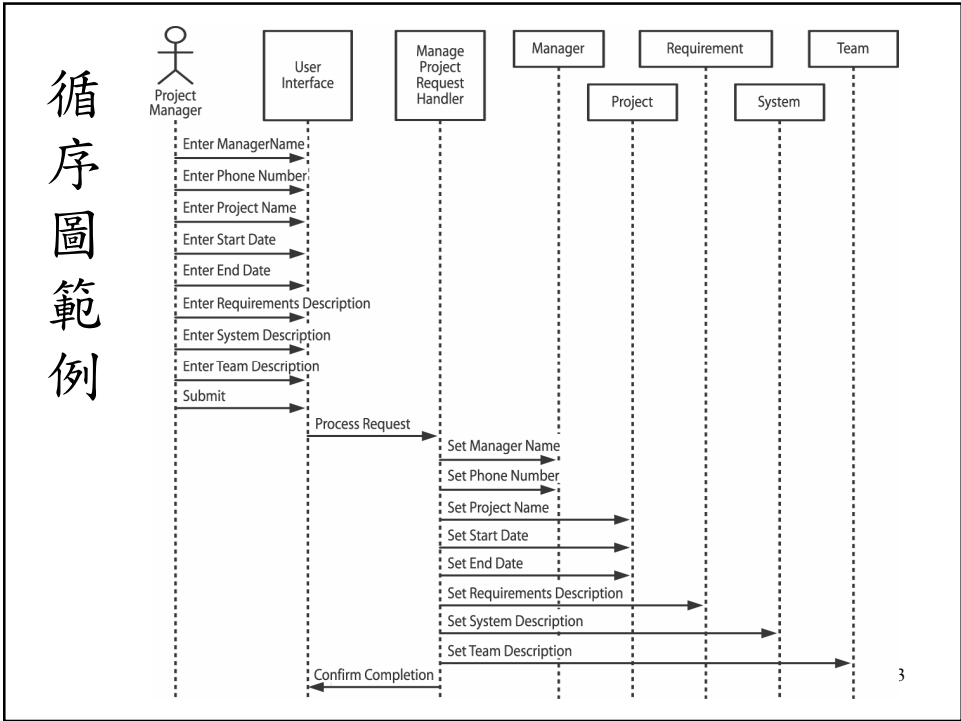 循序圖範例
Project
Manager
User
Interface
Manage
Project
Request
Handler
Manager
Project
Requirement
System
Team
Enter ManagerName
Enter Phone Number
Enter Project Name
Enter Start Date
Enter End Date
Enter Requirements Description
Enter System Description
Enter Team Description
Submit
Process Request
Set Manager Name
Set Phone Number
Set Project Name
Set Start Date
Set End Date
Set Requirements Description
Set System Description
Set Team Description
Confirm Completion
3